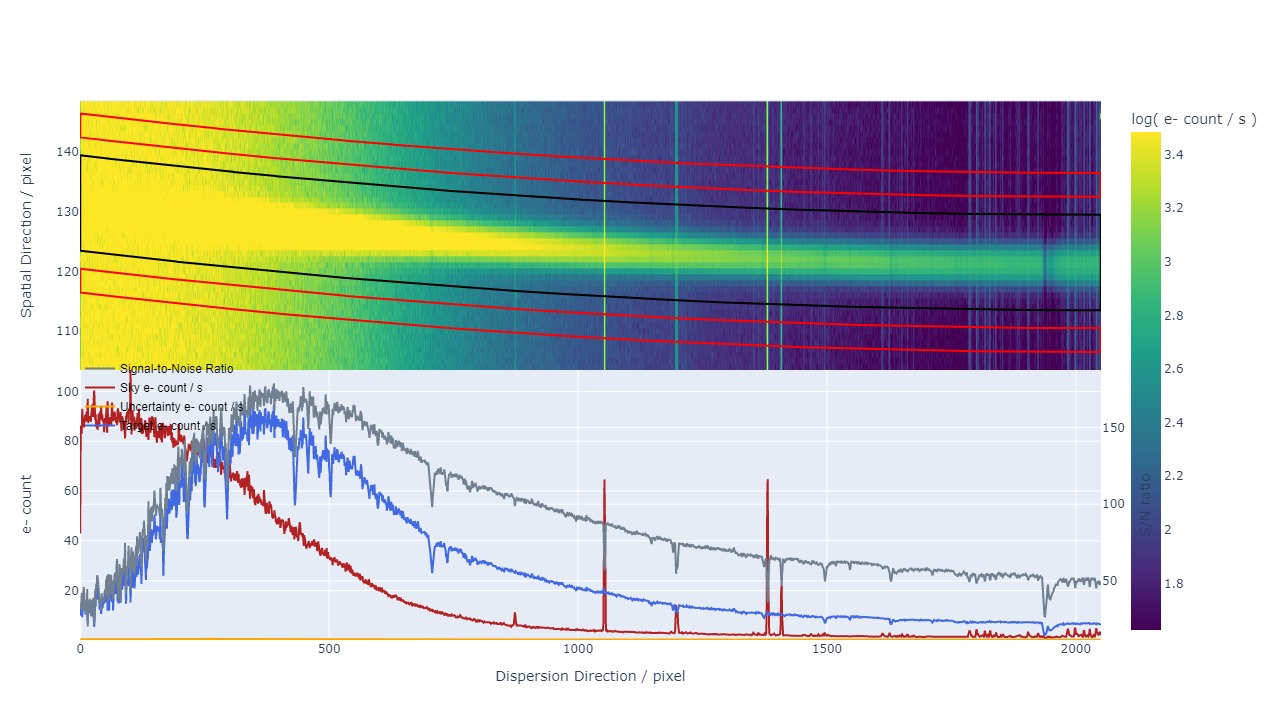 log( e- count / s )
Spatial Direction / pixel
140
130
120
110
3.4
3.2
3
2.8
2.6
2.4
2.2
2
1.8
Signal-to-Noise Ratio
Sky e- count / s
Uncertainty e- count / s
Target e- count / s
e- count
100
80
60
40
20
150
100
50
S/N ratio
0
500
1000
1500
2000
Dispersion Direction / pixel